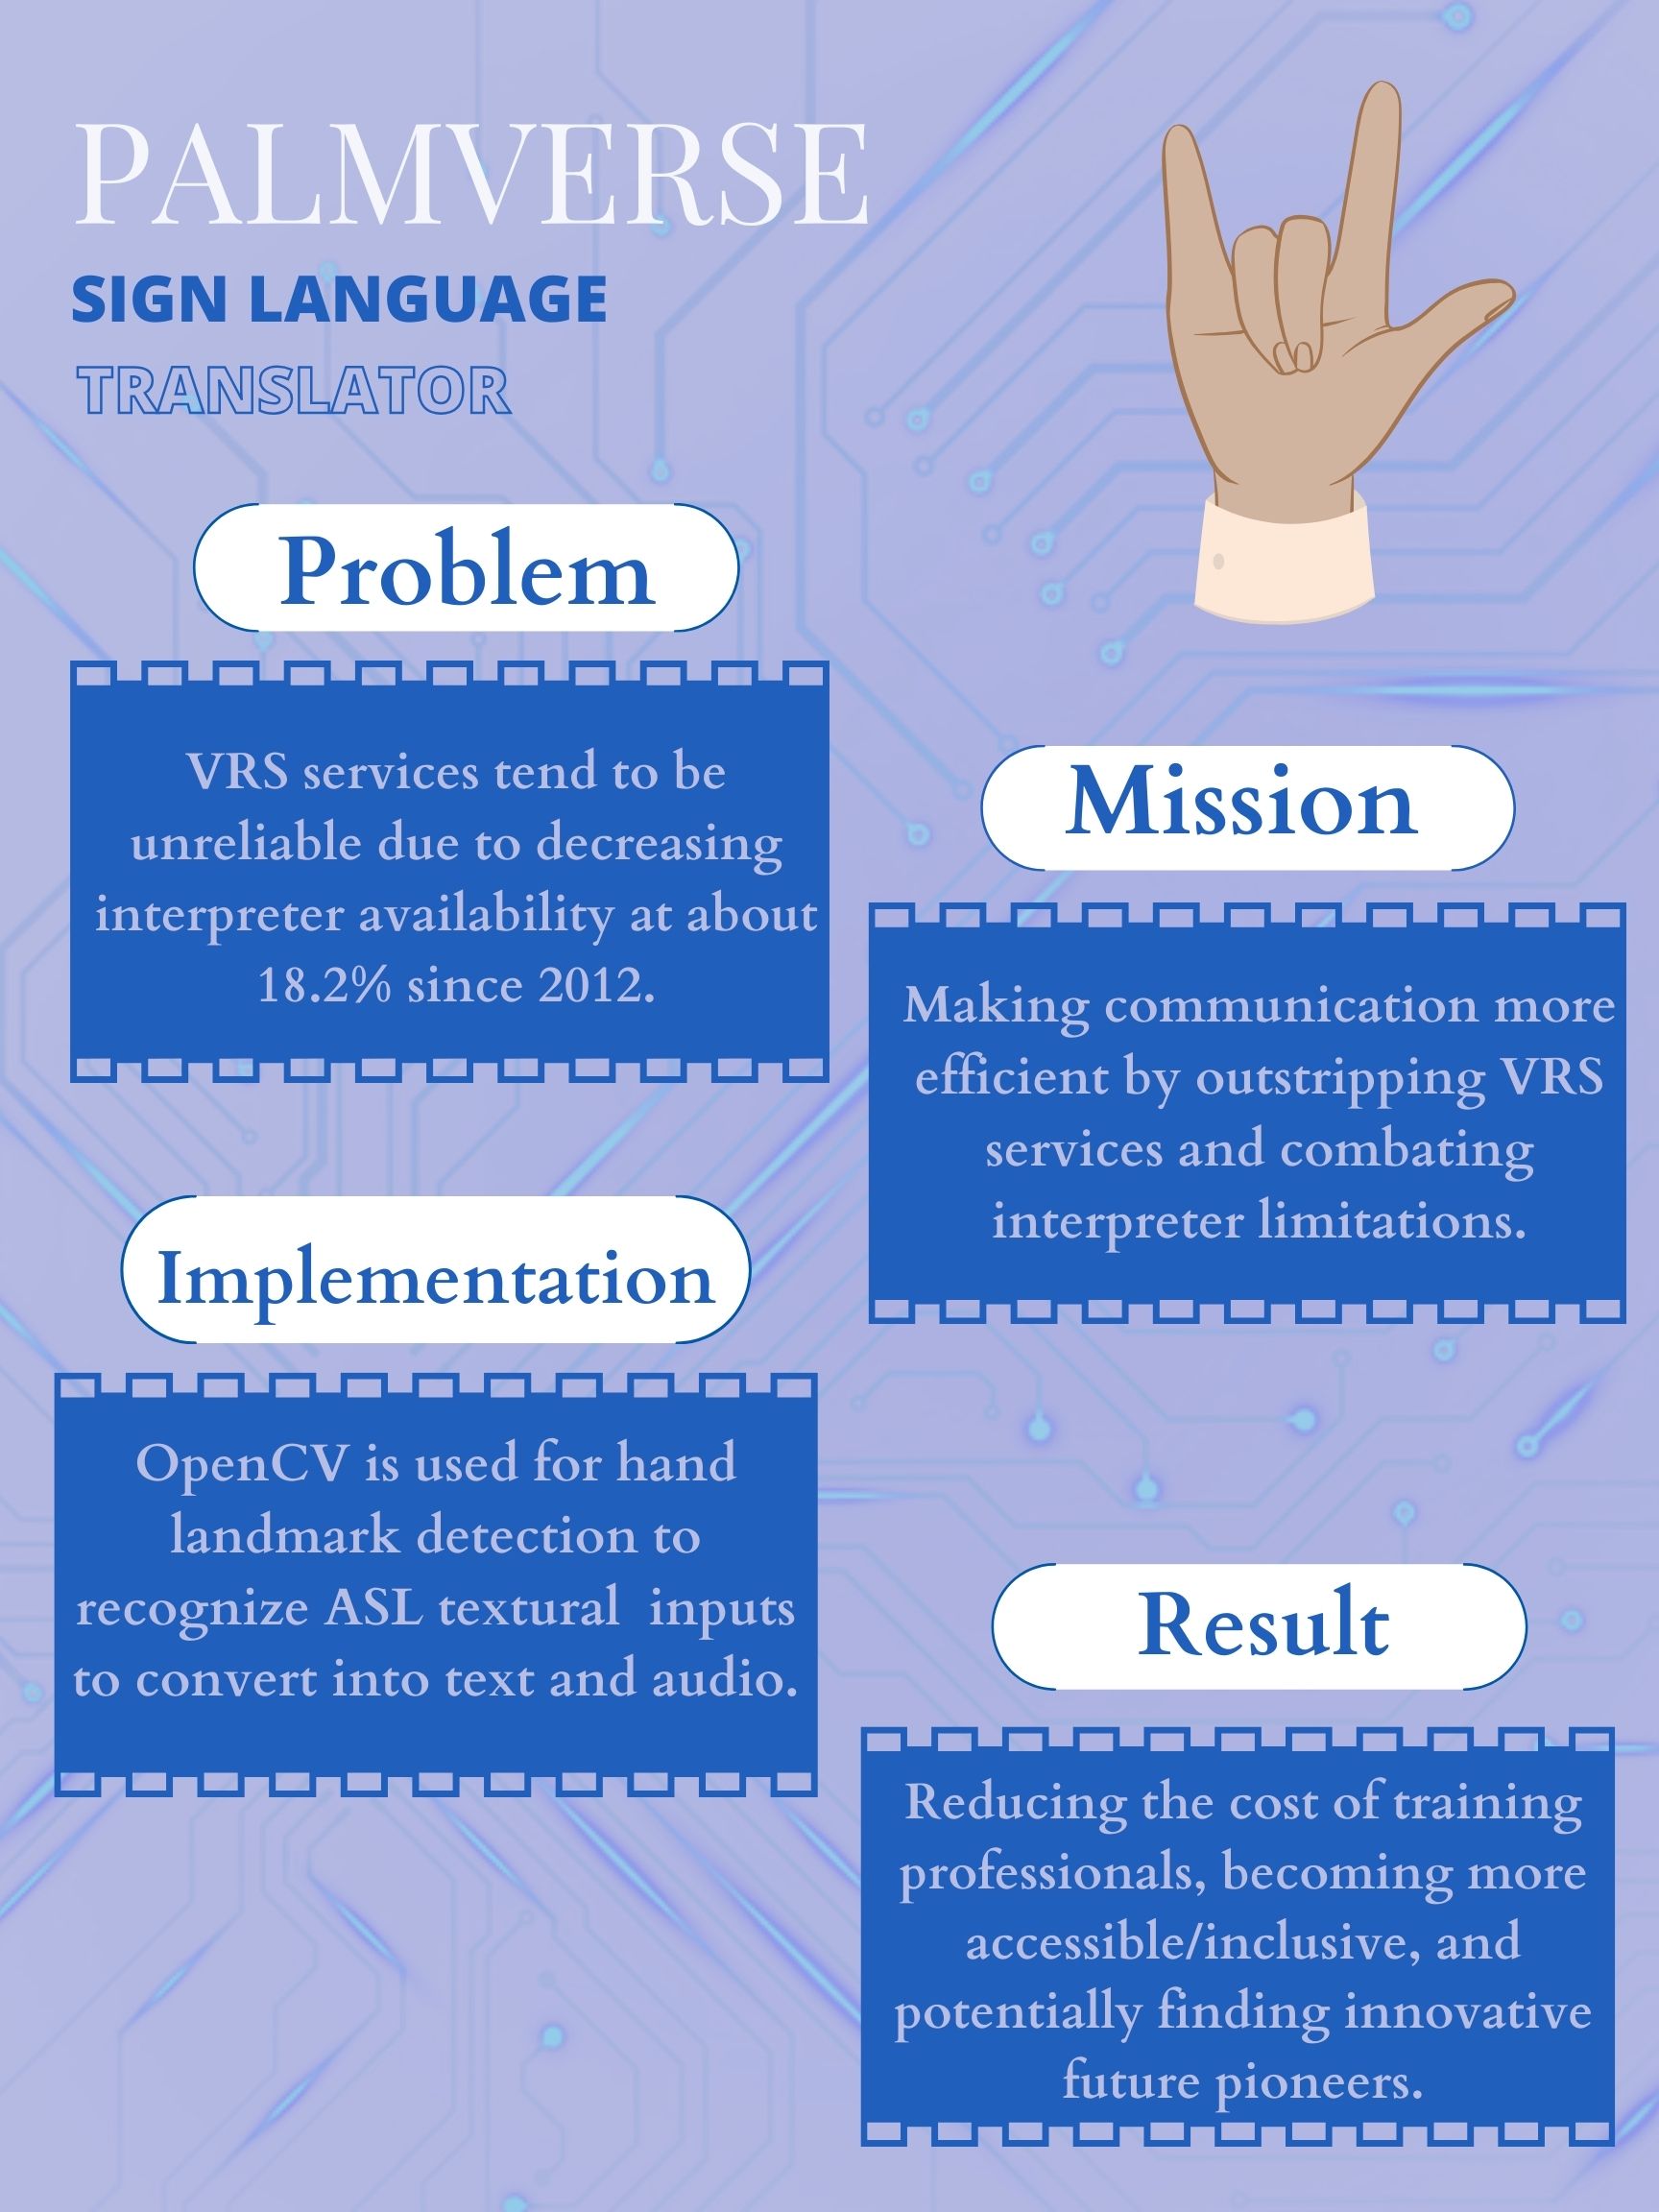 PALMVERSE
SIGN LANGUAGE
TRANSLATOR
Problem
VRS services tend to be
unreliable due to decreasing
interpreter availability at about
18.2% since 2012.
Mission
Making communication more
efficient by outstripping VRS
services and combating
interpreter limitations.
Implementation
OpenCV is used for hand
landmark detection to
recognize ASL textural  inputs
to convert into text and audio.
Result
Reducing the cost of training
professionals, becoming more
accessible/inclusive, and
potentially finding innovative
future pioneers.